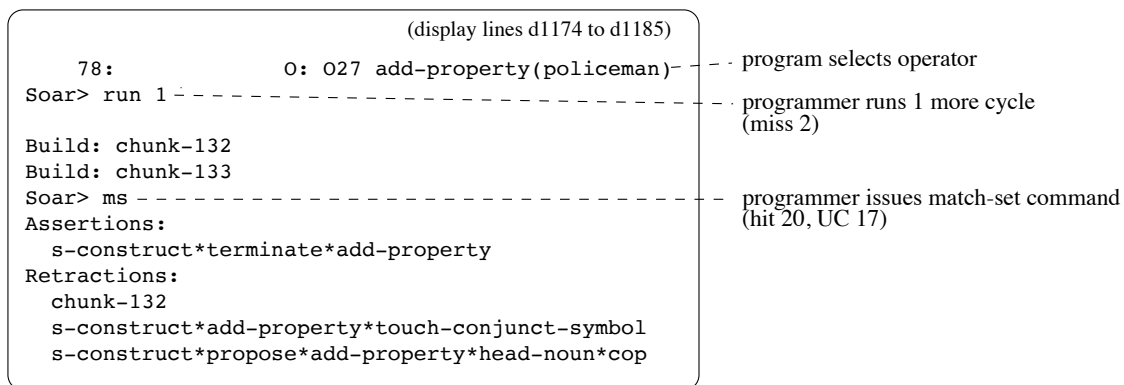 (display lines d1174 to d1185)
78: O: O27 add-property(policeman)
program selects operator
Soar> run 1
programmer runs 1 more cycle
(miss 2)
Build: chunk-132
Build: chunk-133
Soar> ms
programmer issues match-set command
(hit 20, UC 17)
Assertions:
s-construct*terminate*add-property
Retractions:
chunk-132
s-construct*add-property*touch-conjunct-symbol
s-construct*propose*add-property*head-noun*cop